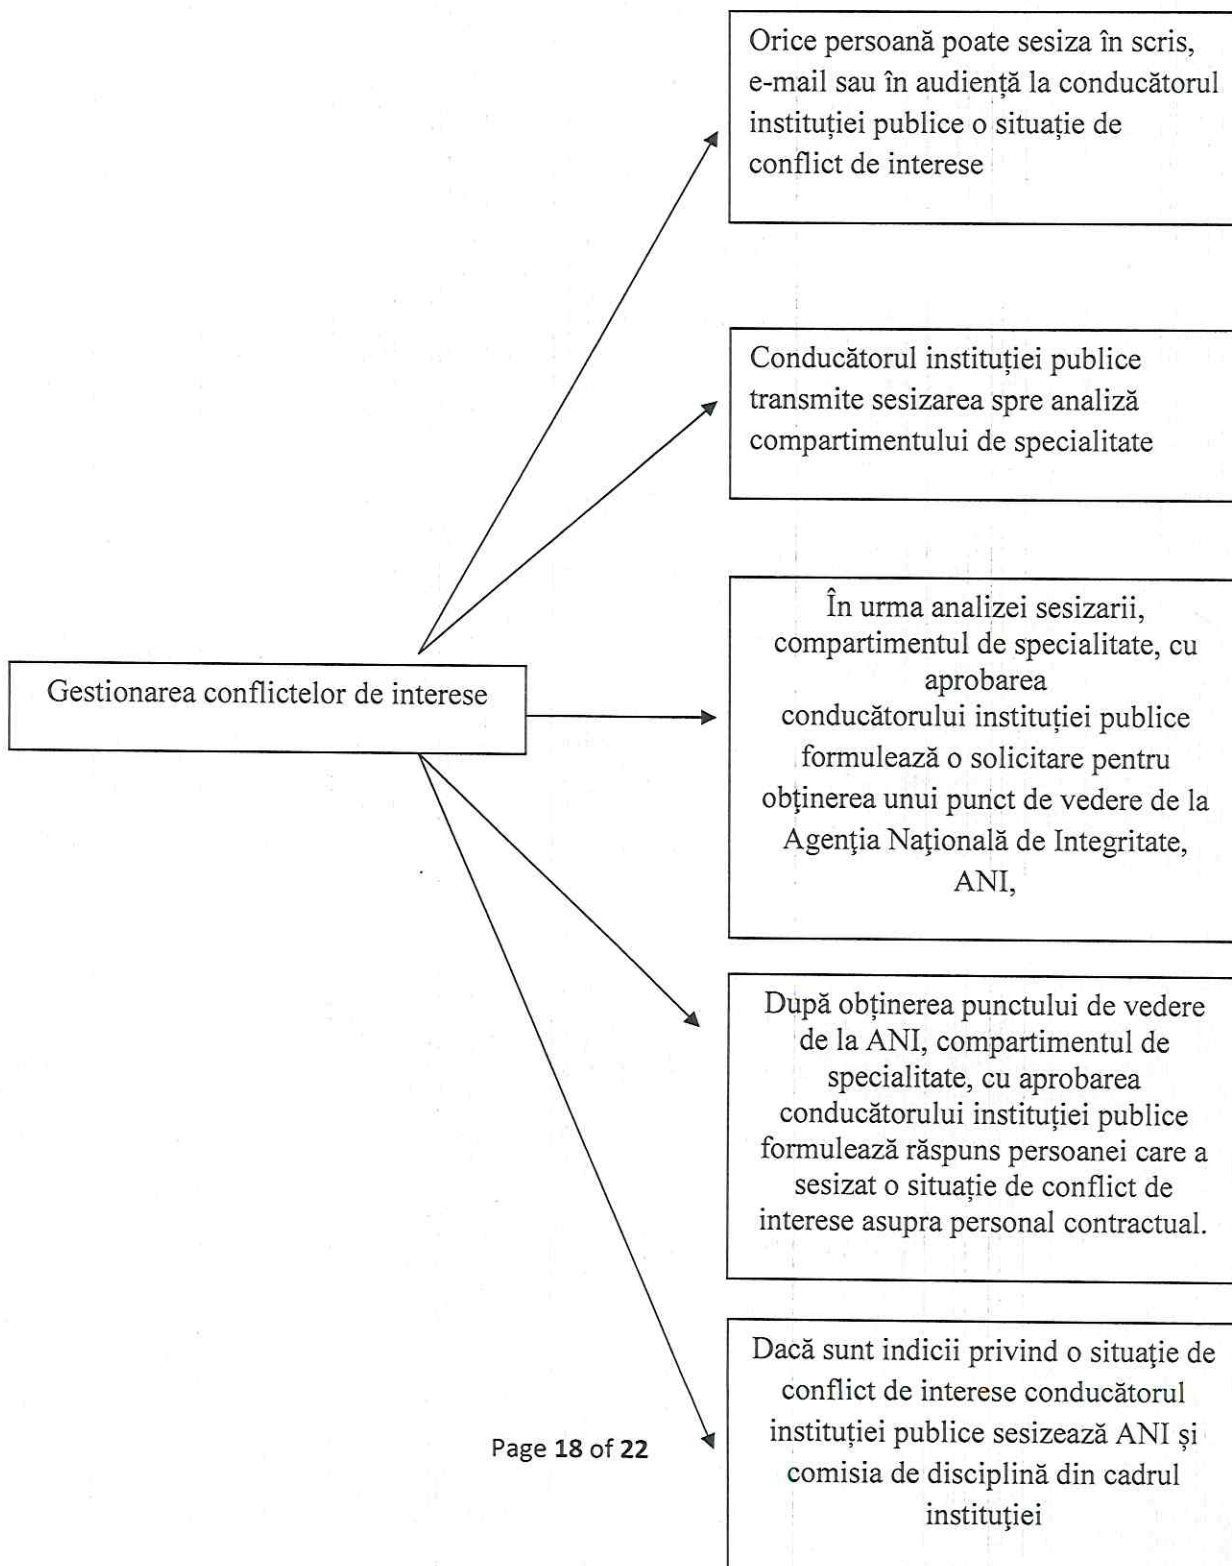 Orice persoană poate sesiza în scris,
e-mail sau în audiență la conducătorul
instituției publice o situație de
conflict de interese
Conducătorul instituției publice
transmite sesizarea spre analiză
compartimentului de specialitate
Gestionarea conflictelor de interese
În urma analizei sesizarii,
compartimentul de specialitate, cu
aprobarea
conducătorului instituției publice
formulează o solicitare pentru
obținerea unui punct de vedere de la
Agenţia Naţională de Integritate,
ANI,
După obținerea punctului de vedere
de la ANI, compartimentul de
specialitate, cu aprobarea
conducătorului instituției publice
formulează răspuns persoanei care a
sesizat o situație de conflict de
interese asupra personal contractual.
Dacă sunt indicii privind o situaţie de
conflict de interese conducătorul
instituţiei publice sesizează ANI și
comisia de disciplină din cadrul
instituţiei
Page 18 of 22